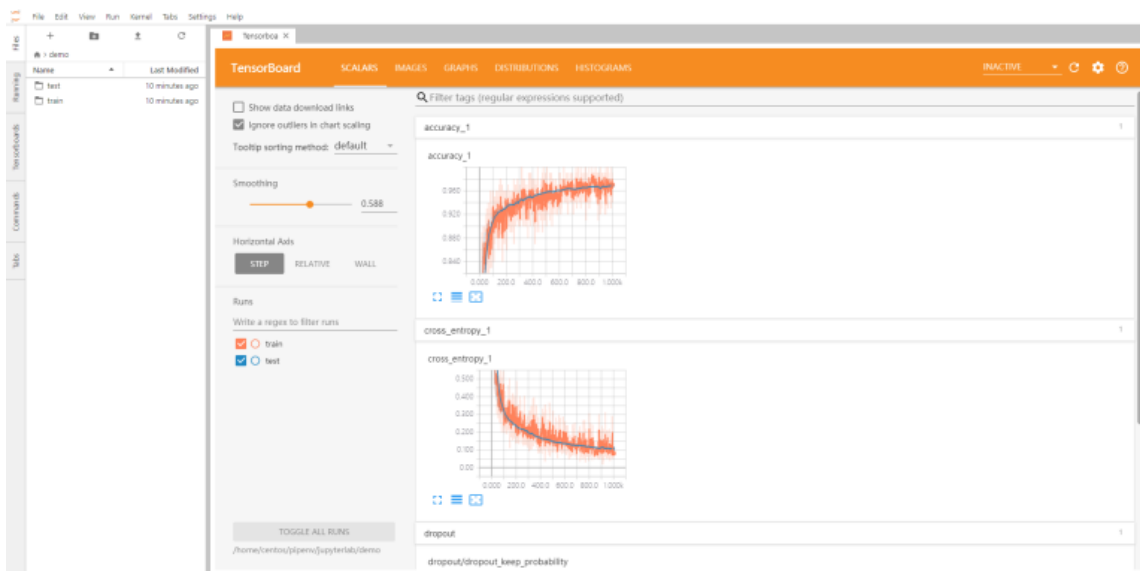 File Edit View Run Kernel Tabs Settings Help
Files
Running
Tensorboards
Commands
Tabs
demo
Name Last Modified
test 10 minutes ago
train 10 minutes ago
Tensorboa
TensorBoard SCALARS IMAGES GRAPHS DISTRIBUTIONS HISTOGRAMS INACTIVE
Show data download links
Ignore outliers in chart scaling
Tooltip sorting method: default
Smoothing
0.588
Horizontal Axis
STEP RELATIVE WALL
Runs
Write a regex to filter runs
train
test
TOGGLE ALL RUNS
/home/centos/pipenv/jupyterlab/demo
Filter tags (regular expressions supported)
accuracy_1 1
accuracy_1
0.960
0.920
0.880
0.840
0.000 200.0 400.0 600.0 800.0 1.000k
cross_entropy_1 1
cross_entropy_1
0.500
0.400
0.300
0.200
0.100
0.00
0.000 200.0 400.0 600.0 800.0 1.000k
dropout 1
dropout/dropout_keep_probability